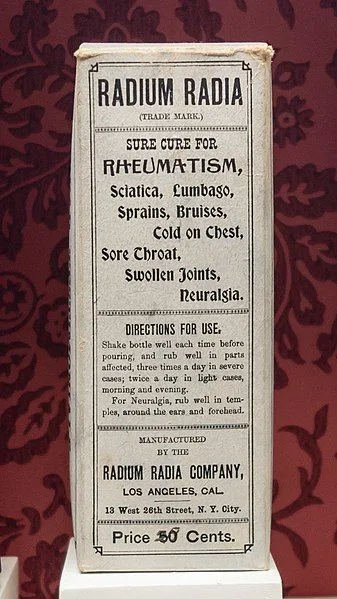 RADIUM RADIA
(TRADE MARK.)
SURE CURE FOR
RHEUMATISM,
Sciatica, Lumbago,
Sprains, Bruises,
Cold on Chest,
Sore Throat,
Swollen Joints,
Neuralgia.
DIRECTIONS FOR USE.
Shake bottle well each time before
pouring, and rub well in parts
affected, three times a day in severe
cases; twice a day in light cases,
morning and evening.
For Neuralgia, rub well in tem-
ples, around the ears and forehead.
MANUFACTURED
BY THE
RADIUM RADIA COMPANY,
LOS ANGELES, CAL.
13 West 26th Street, N. Y. City.
Price 50 Cents.